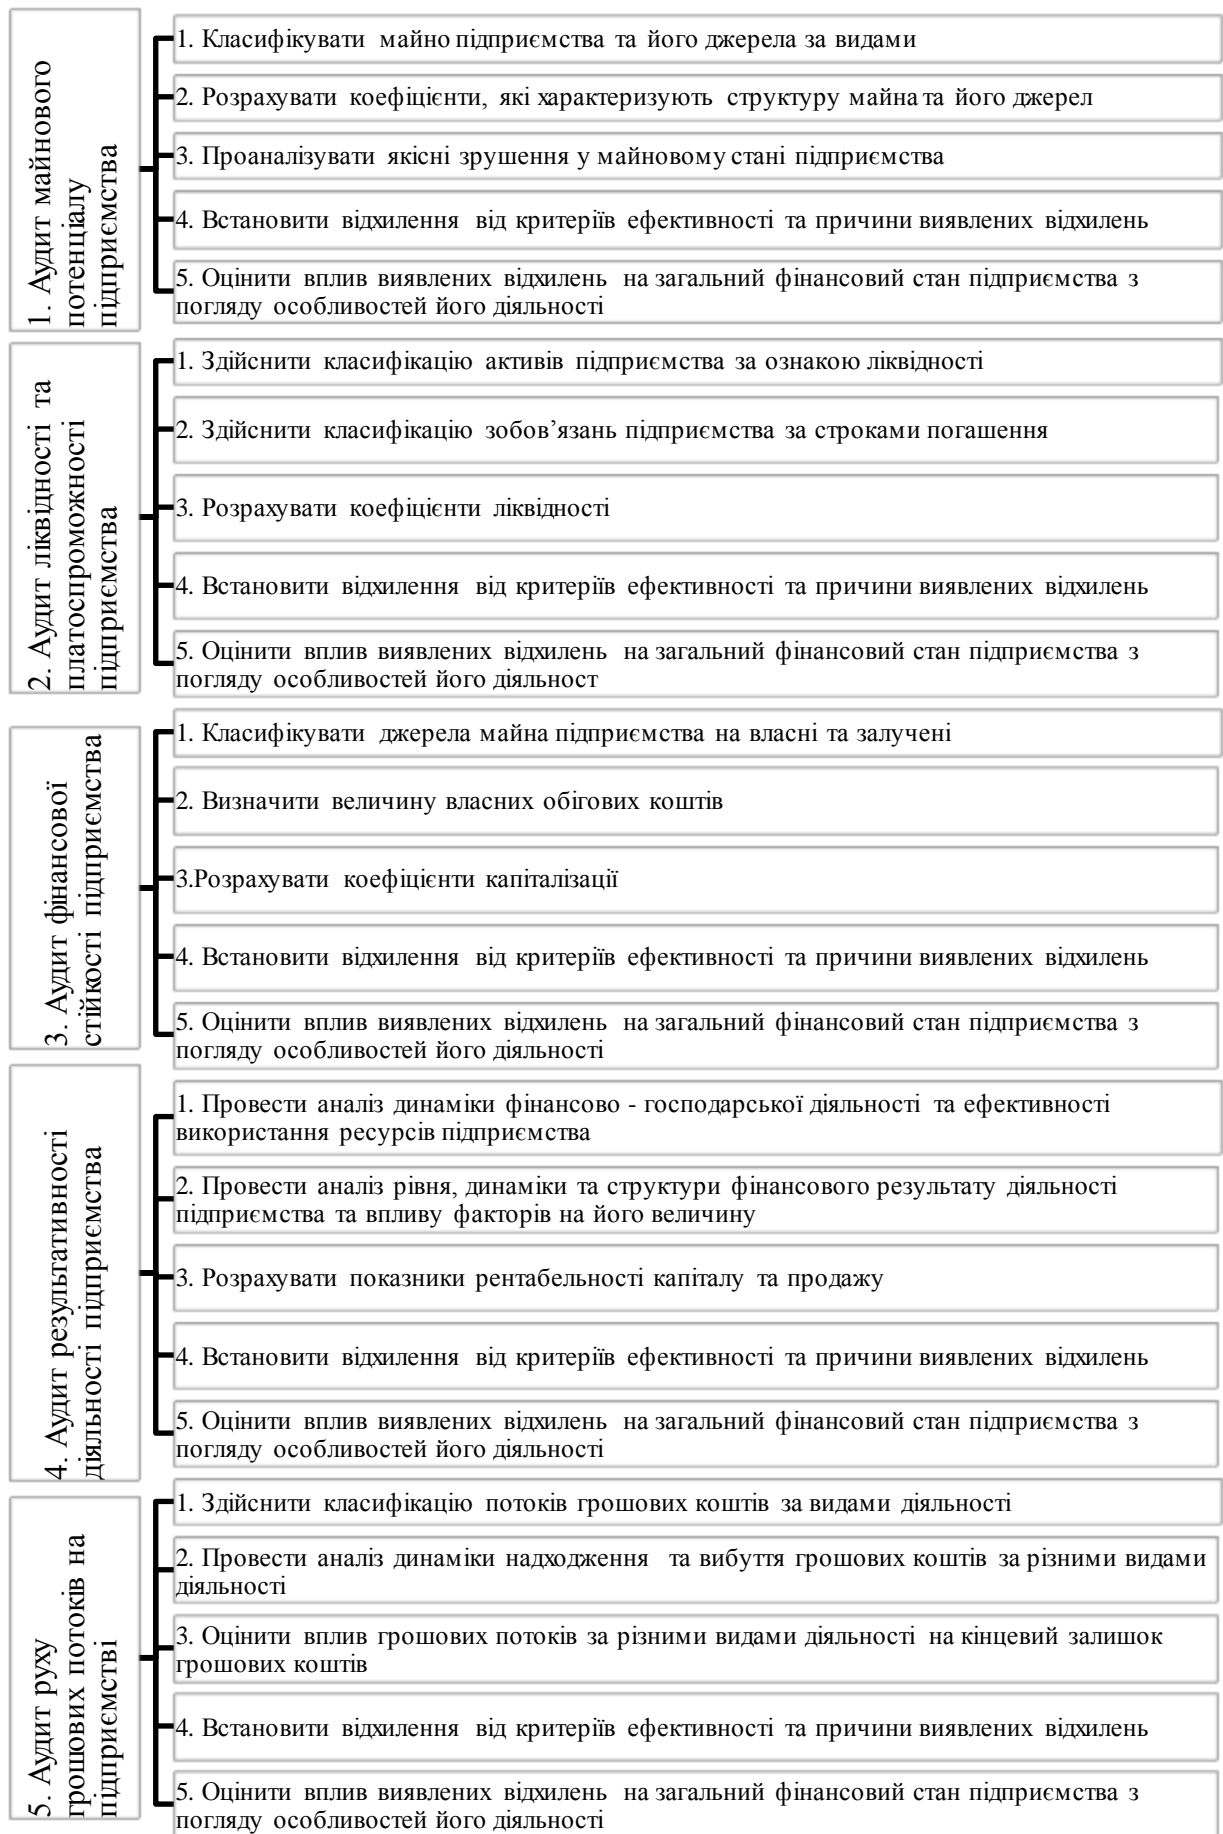 1. Аудит майнового
потенціалу
підприємства
1. Класифікувати майно підприємства та його джерела за видами
2. Розрахувати коефіцієнти, які характеризують структуру майна та його джерел
3. Проаналізувати якісні зрушення у майновому стані підприємства
4. Встановити відхилення від критеріїв ефективності та причини виявлених відхилень
5. Оцінити вплив виявлених відхилень на загальний фінансовий стан підприємства з
погляду особливостей його діяльності
2. Аудит ліквідності та
платоспроможності
підприємства
1. Здійснити класифікацію активів підприємства за ознакою ліквідності
2. Здійснити класифікацію зобов’язань підприємства за строками погашення
3. Розрахувати коефіцієнти ліквідності
4. Встановити відхилення від критеріїв ефективності та причини виявлених відхилень
5. Оцінити вплив виявлених відхилень на загальний фінансовий стан підприємства з
погляду особливостей його діяльност
3. Аудит фінансової
стійкості підприємства
1. Класифікувати джерела майна підприємства на власні та залучені
2. Визначити величину власних обігових коштів
3.Розрахувати коефіцієнти капіталізації
4. Встановити відхилення від критеріїв ефективності та причини виявлених відхилень
5. Оцінити вплив виявлених відхилень на загальний фінансовий стан підприємства з
погляду особливостей його діяльності
4. Аудит результативності
діяльності підприємства
1. Провести аналіз динаміки фінансово - господарської діяльності та ефективності
використання ресурсів підприємства
2. Провести аналіз рівня, динаміки та структури фінансового результату діяльності
підприємства та впливу факторів на його величину
3. Розрахувати показники рентабельності капіталу та продажу
4. Встановити відхилення від критеріїв ефективності та причини виявлених відхилень
5. Оцінити вплив виявлених відхилень на загальний фінансовий стан підприємства з
погляду особливостей його діяльності
5. Аудит руху
грошових потоків на
підприємстві
1. Здійснити класифікацію потоків грошових коштів за видами діяльності
2. Провести аналіз динаміки надходження та вибуття грошових коштів за різними видами
діяльності
3. Оцінити вплив грошових потоків за різними видами діяльності на кінцевий залишок
грошових коштів
4. Встановити відхилення від критеріїв ефективності та причини виявлених відхилень
5. Оцінити вплив виявлених відхилень на загальний фінансовий стан підприємства з
погляду особливостей його діяльності